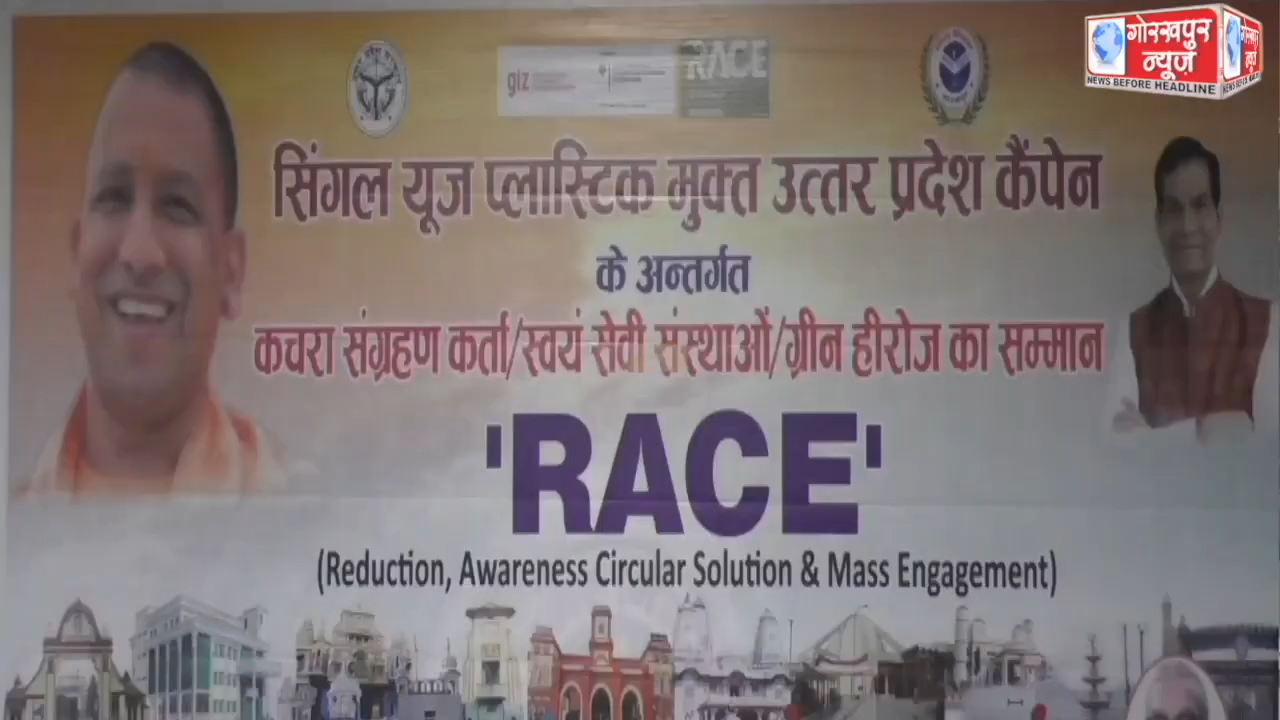 गोरखपुर
न्यूज़
NEWS BEFORE HEADLINE
giz
RACE
सिंगल यूज प्लास्टिक मुक्त उत्तर प्रदेश कैंपेन
के अन्तर्गत
कचरा संग्रहण कर्ता/स्वयं सेवी संस्थाओं/ग्रीन हीरोज का सम्मान
'RACE'
(Reduction, Awareness Circular Solution & Mass Engagement)